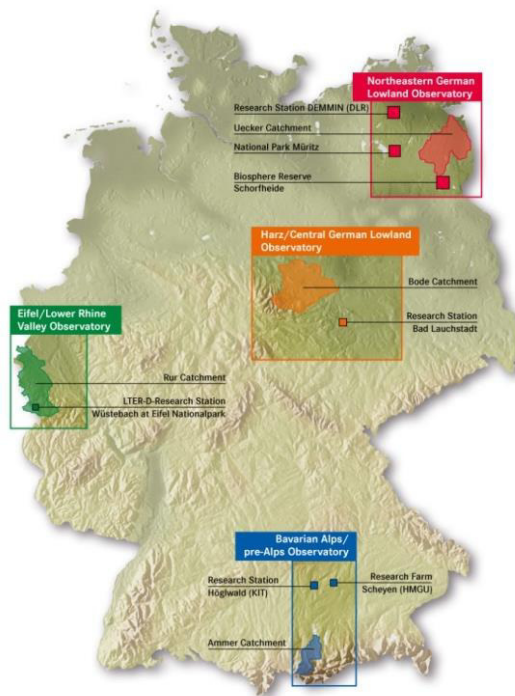 Northeastern German
Lowland Observatory
Research Station DEMMIN (DLR)
Uecker Catchment
National Park Müritz
Biosphere Reserve
Schorfheide
Harz/Central German Lowland
Observatory
Bode Catchment
Research Station
Bad Lauchstadt
Eifel/Lower Rhine
Valley Observatory
Rur Catchment
LTER-D-Research Station
Wüstebach at Eifel Nationalpark
Bavarian Alps/
pre-Alps Observatory
Research Station
Höglwald (KIT)
Research Farm
Scheyen (HMGU)
Ammer Catchment